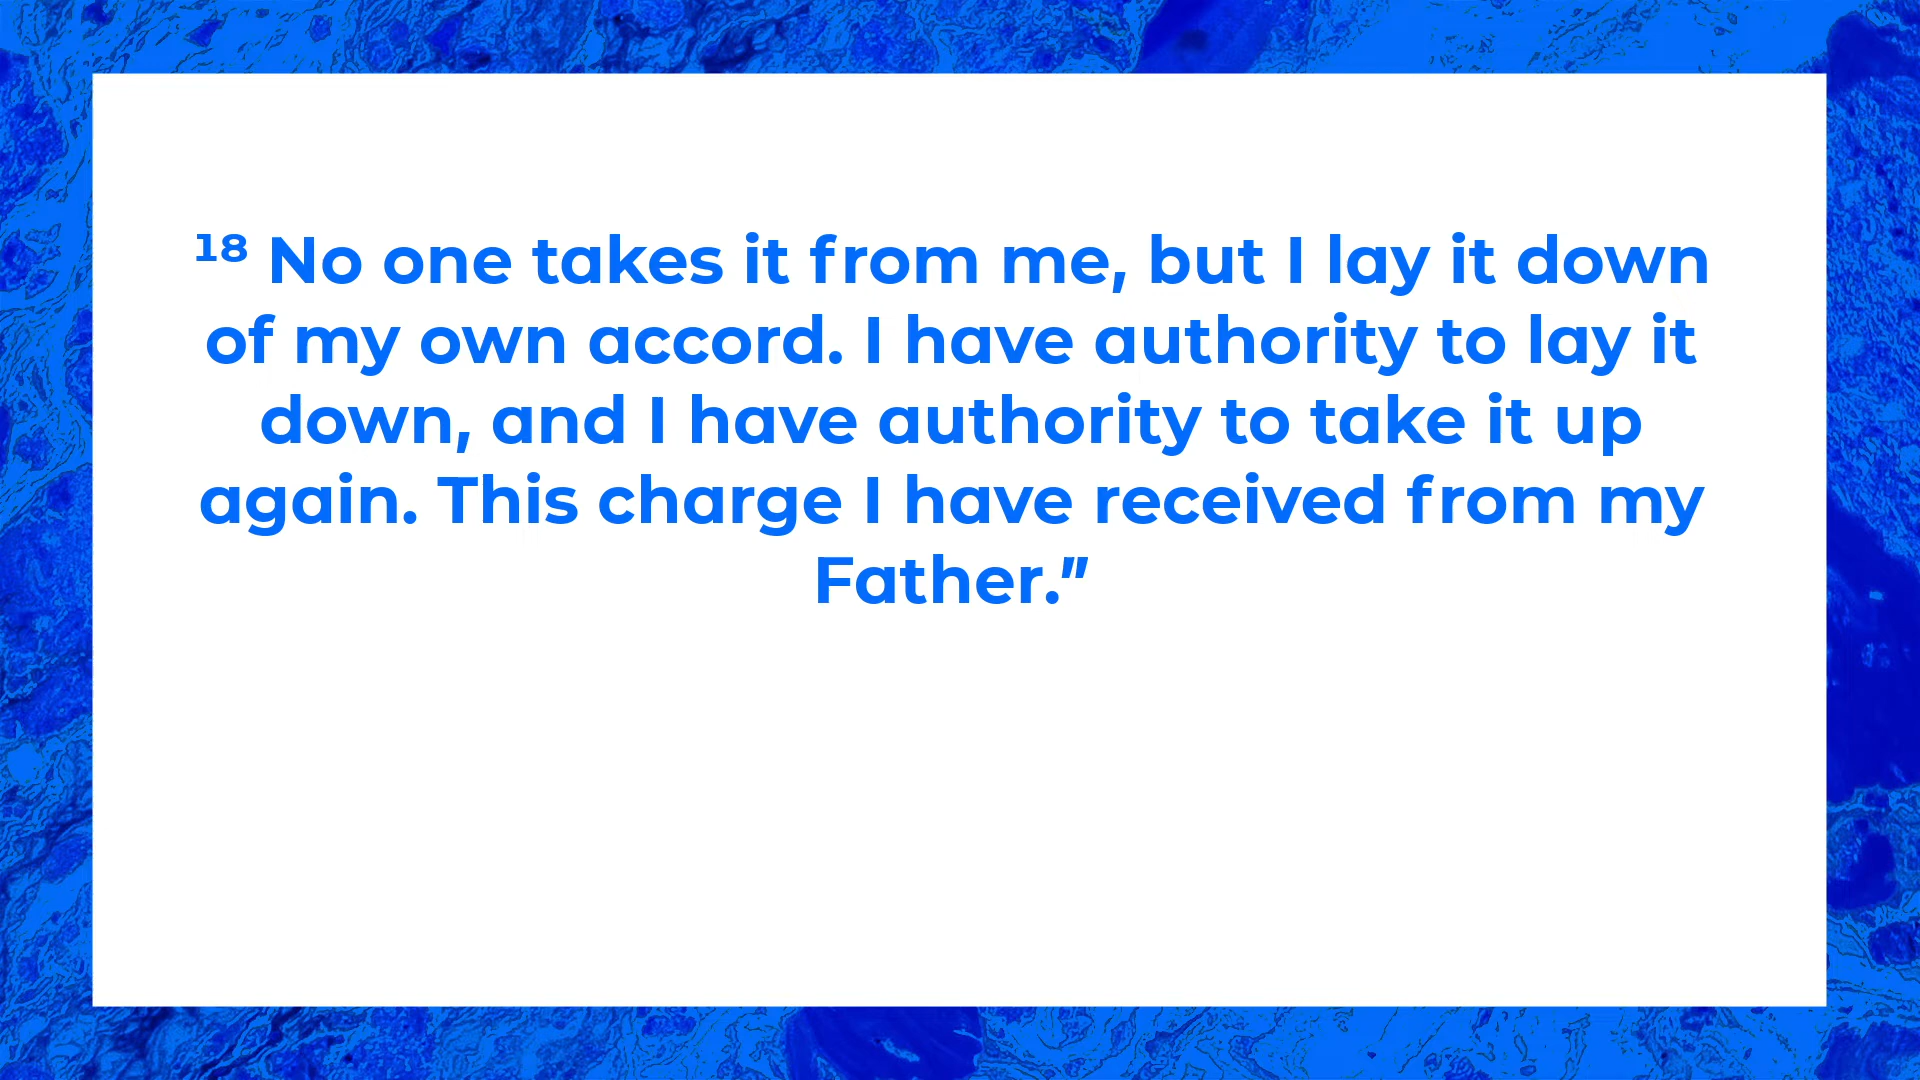 ¹⁸ No one takes it from me, but I lay it down
of my own accord. I have authority to lay it
down, and I have authority to take it up
again. This charge I have received from my
Father.”